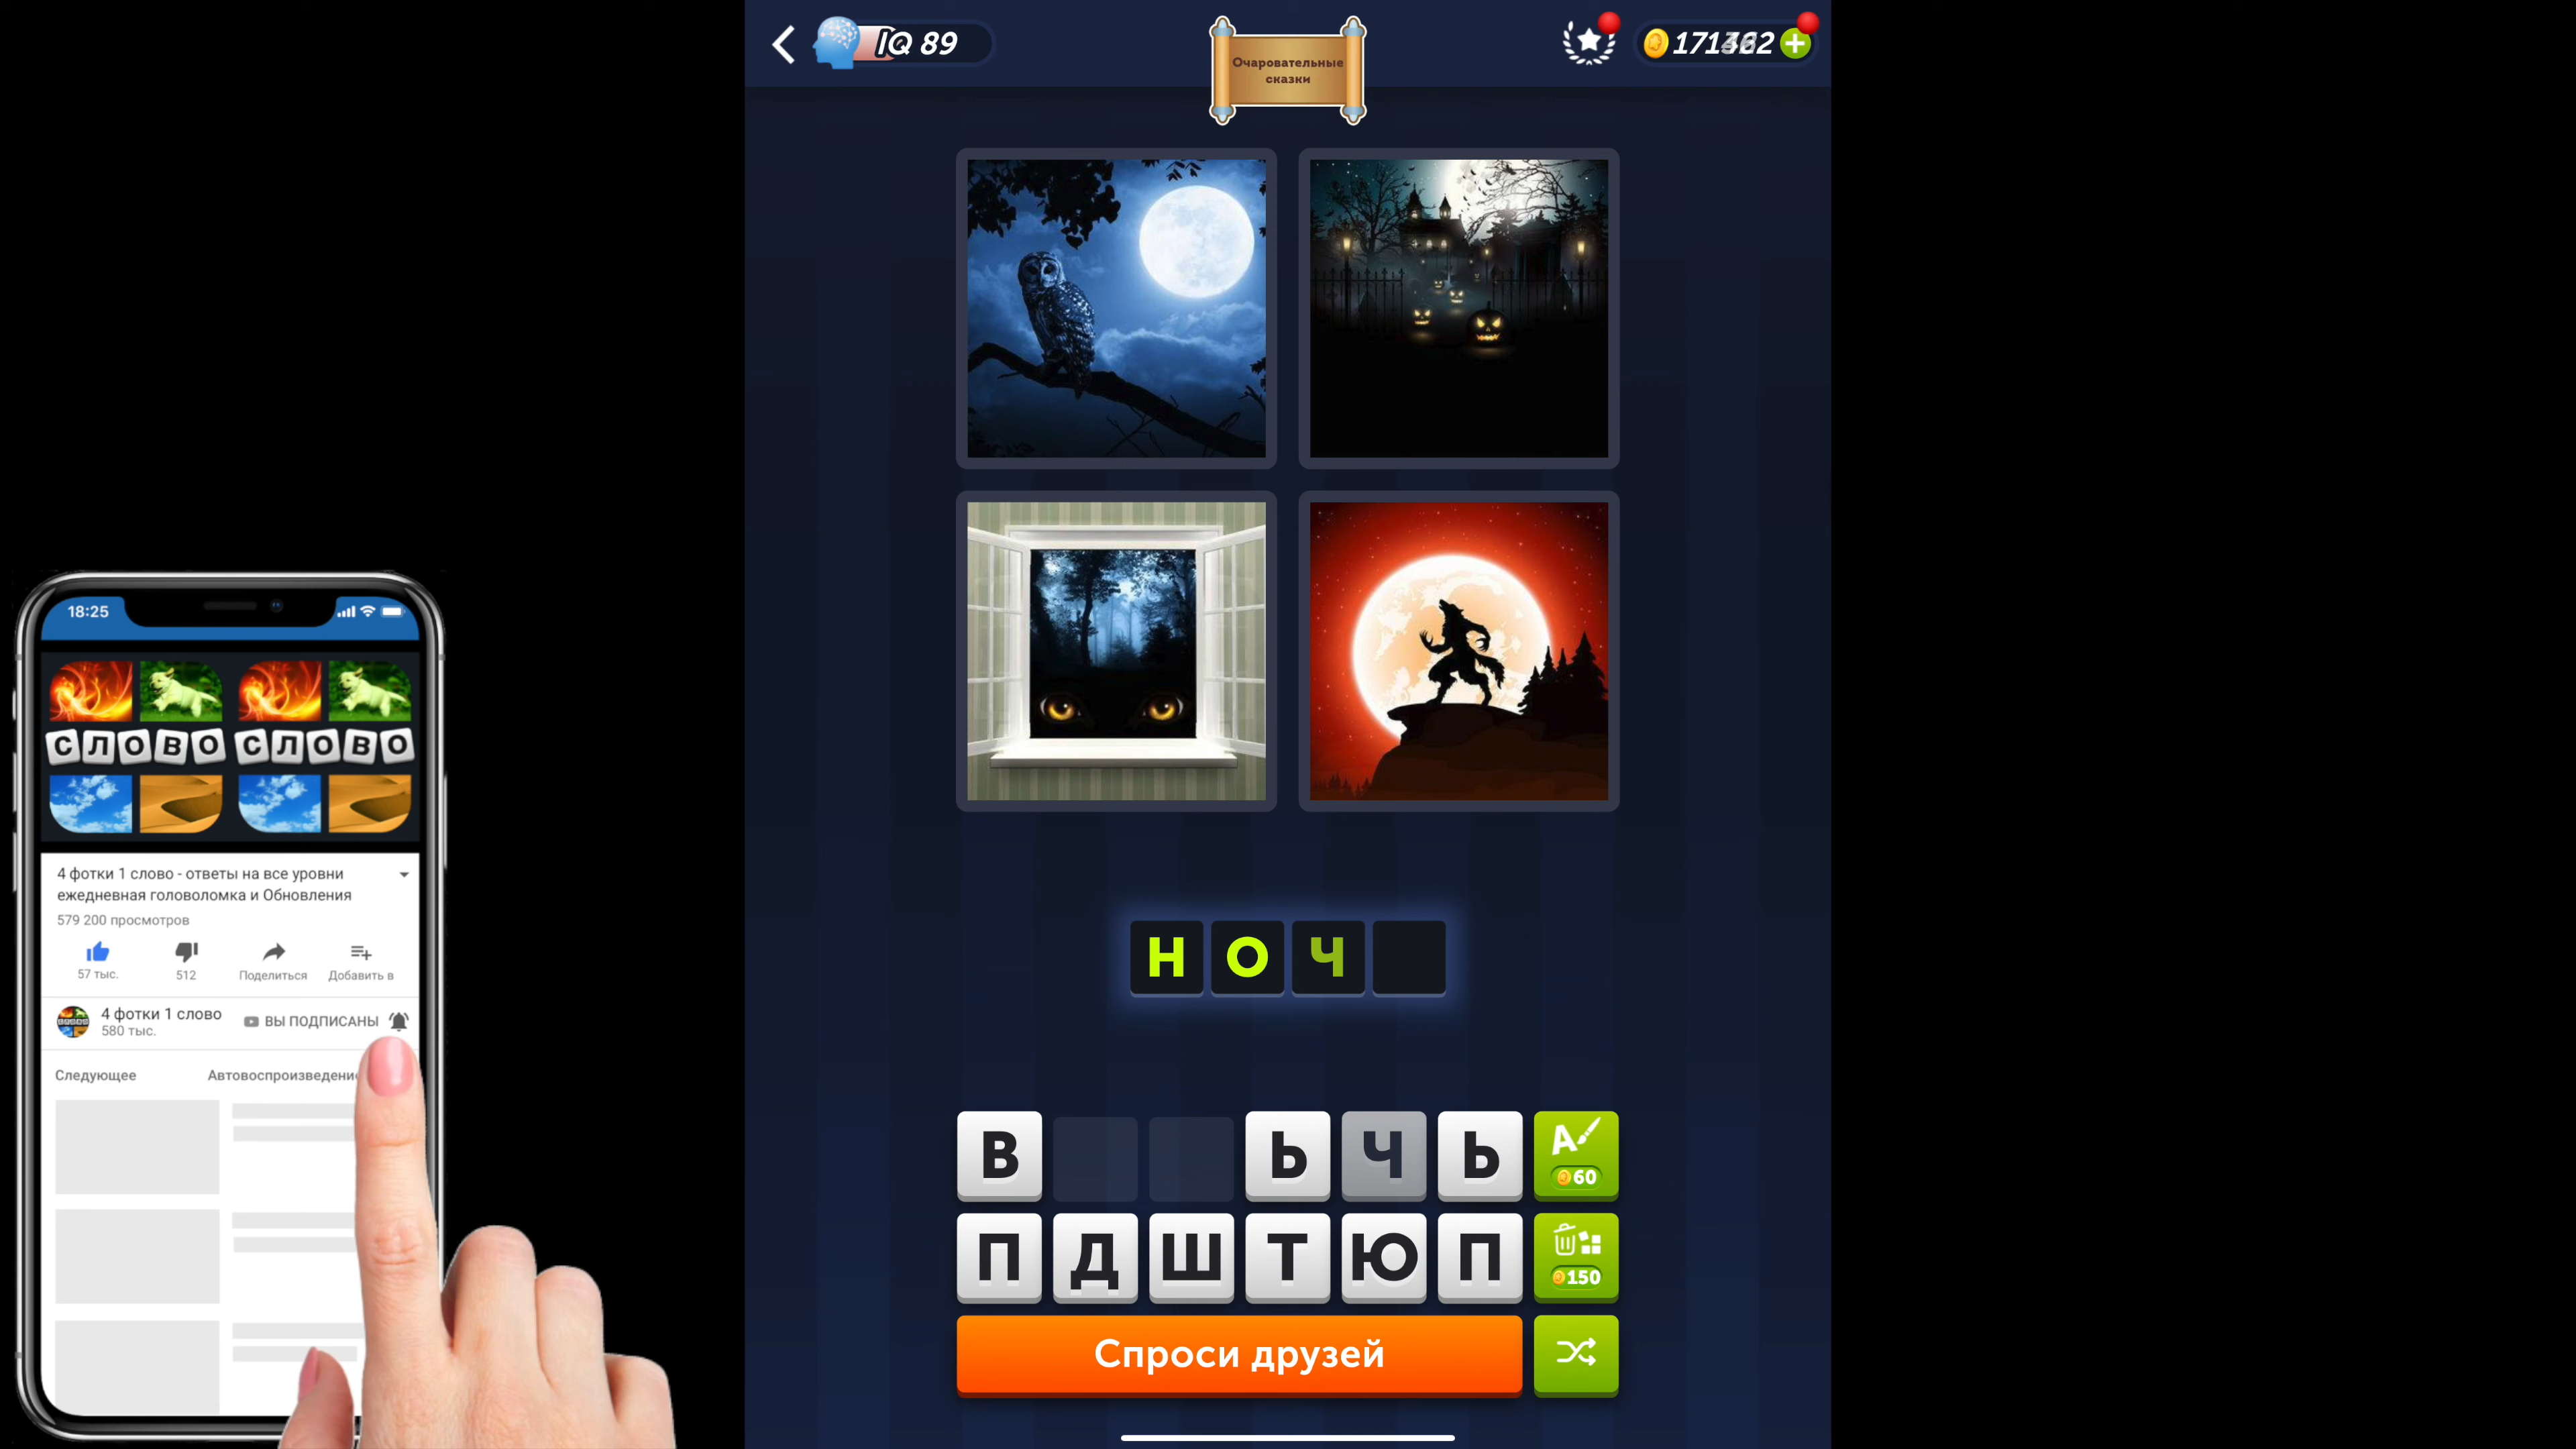 IQ 89
Очаровательные
сказки
18:25
СЛОВО СЛОВО
4 фотки 1 слово - ответы на все уровни
ежедневная головоломка и Обновления
579 200 просмотров
57 тыс.
512
Поделиться
Добавить в
4 фотки 1 слово
580 тыс.
ВЫ ПОДПИСАНЫ
Следующее
Автовоспроизведение
Н О Ч
В Ь Ч Ь
A
60
П Д Ш Т Ю П
150
Спроси друзей